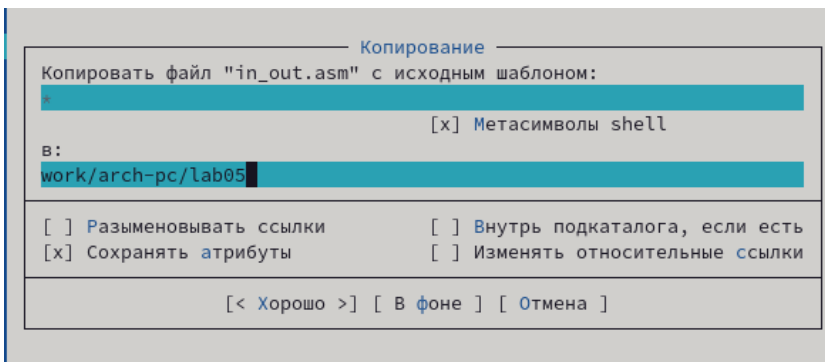 Копирование
Копировать файл "in_out.asm" с исходным шаблоном:
*
[x] Метасимволы shell
в:
work/arch-pc/lab05
[ ] Разыменовывать ссылки [ ] Внутрь подкаталога, если есть
[x] Сохранять атрибуты [ ] Изменять относительные ссылки
[< Хорошо >] [ В фоне ] [ Отмена ]